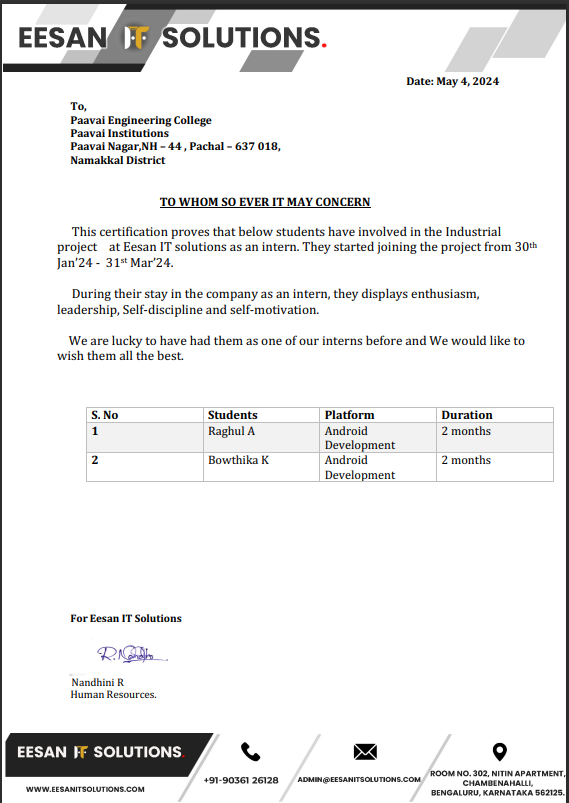 EESAN IT SOLUTIONS.
Date: May 4, 2024
To,
Paavai Engineering College
Paavai Institutions
Paavai Nagar,NH – 44 , Pachal – 637 018,
Namakkal District
TO WHOM SO EVER IT MAY CONCERN
This certification proves that below students have involved in the Industrial
project at Eesan IT solutions as an intern. They started joining the project from 30th
Jan’24 - 31st Mar’24.
During their stay in the company as an intern, they displays enthusiasm,
leadership, Self-discipline and self-motivation.
We are lucky to have had them as one of our interns before and We would like to
wish them all the best.
S. No Students Platform Duration
1 Raghul A Android Development 2 months
2 Bowthika K Android Development 2 months
For Eesan IT Solutions
R. Nandhini
Nandhini R
Human Resources.
EESAN IT SOLUTIONS.
WWW.EESANITSOLUTIONS.COM
+91-90361 26128
ADMIN@EESANITSOLUTIONS.COM
ROOM NO. 302, NITIN APARTMENT,
CHAMBENAHALLI,
BENGALURU, KARNATAKA 562125.